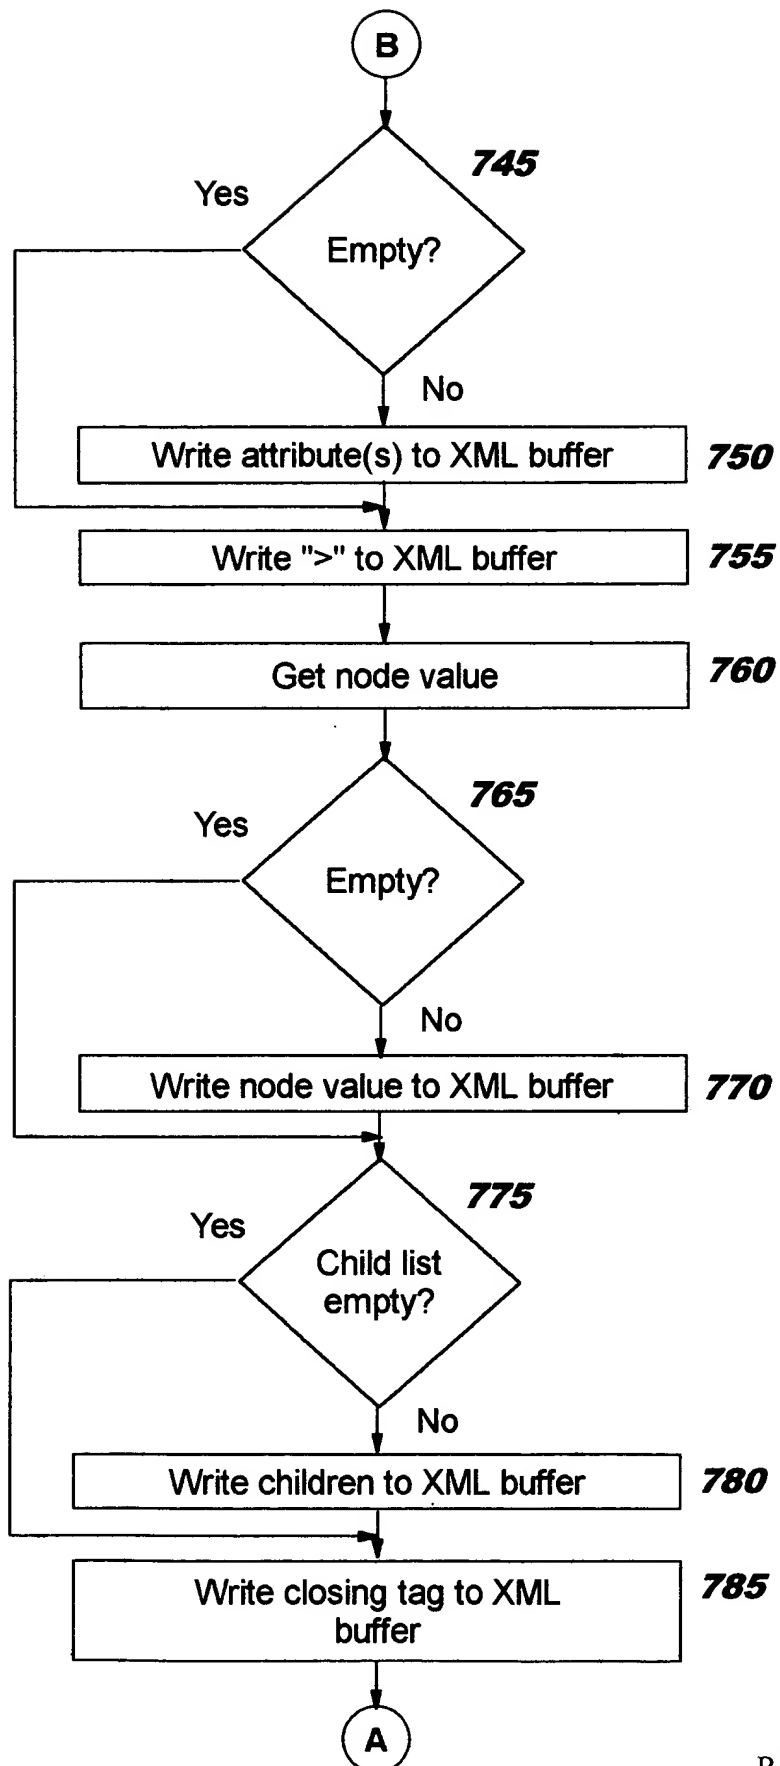 B
745
Yes
Empty?
No
Write attribute(s) to XML buffer
750
Write ">" to XML buffer
755
Get node value
760
765
Yes
Empty?
No
Write node value to XML buffer
770
775
Yes
Child list
empty?
No
Write children to XML buffer
780
Write closing tag to XML
buffer
785
A